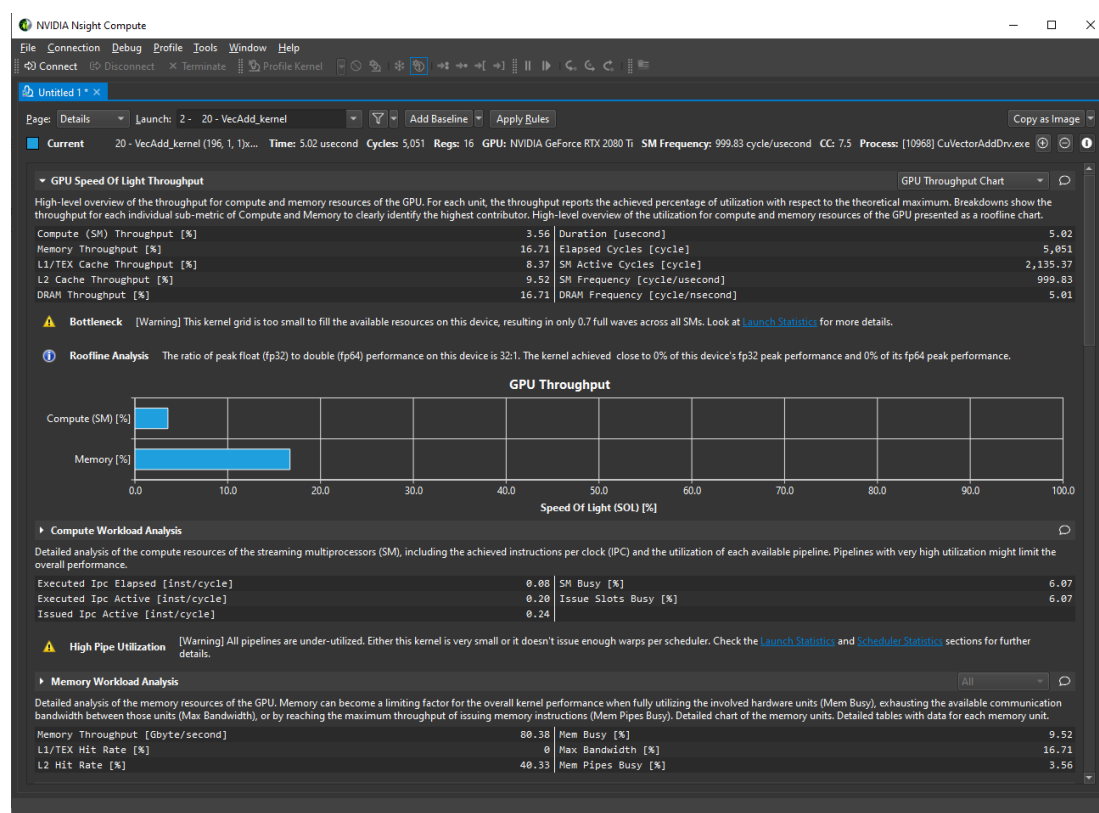 NVIDIA Nsight Compute
File Connection Debug Profile Tools Window Help
Connect Disconnect Terminate Profile Kernel
Untitled 1 *
Page: Details Launch: 2 - 20 - VecAdd_kernel Add Baseline Apply Rules Copy as Image
Current 20 - VecAdd_kernel (196, 1, 1)x... Time: 5.02 usecond Cycles: 5,051 Regs: 16 GPU: NVIDIA GeForce RTX 2080 Ti SM Frequency: 999.83 cycle/usecond CC: 7.5 Process: [10968] CuVectorAddDrv.exe
GPU Speed Of Light Throughput GPU Throughput Chart
High-level overview of the throughput for compute and memory resources of the GPU. For each unit, the throughput reports the achieved percentage of utilization with respect to the theoretical maximum. Breakdowns show the
throughput for each individual sub-metric of Compute and Memory to clearly identify the highest contributor. High-level overview of the utilization for compute and memory resources of the GPU presented as a roofline chart.
Compute (SM) Throughput [%] 3.56 Duration [usecond] 5.02
Memory Throughput [%] 16.71 Elapsed Cycles [cycle] 5,051
L1/TEX Cache Throughput [%] 8.37 SM Active Cycles [cycle] 2,135.37
L2 Cache Throughput [%] 9.52 SM Frequency [cycle/usecond] 999.83
DRAM Throughput [%] 16.71 DRAM Frequency [cycle/nsecond] 5.01
Bottleneck [Warning] This kernel grid is too small to fill the available resources on this device, resulting in only 0.7 full waves across all SMs. Look at Launch Statistics for more details.
Roofline Analysis The ratio of peak float (fp32) to double (fp64) performance on this device is 32:1. The kernel achieved close to 0% of this device's fp32 peak performance and 0% of its fp64 peak performance.
GPU Throughput
Compute (SM) [%]
Memory [%]
0.0 10.0 20.0 30.0 40.0 50.0 60.0 70.0 80.0 90.0 100.0
Speed Of Light (SOL) [%]
Compute Workload Analysis
Detailed analysis of the compute resources of the streaming multiprocessors (SM), including the achieved instructions per clock (IPC) and the utilization of each available pipeline. Pipelines with very high utilization might limit the
overall performance.
Executed Ipc Elapsed [inst/cycle] 0.08 SM Busy [%] 6.07
Executed Ipc Active [inst/cycle] 0.20 Issue Slots Busy [%] 6.07
Issued Ipc Active [inst/cycle] 0.24
High Pipe Utilization [Warning] All pipelines are under-utilized. Either this kernel is very small or it doesn't issue enough warps per scheduler. Check the Launch Statistics and Scheduler Statistics sections for further
details.
Memory Workload Analysis All
Detailed analysis of the memory resources of the GPU. Memory can become a limiting factor for the overall kernel performance when fully utilizing the involved hardware units (Mem Busy), exhausting the available communication
bandwidth between those units (Max Bandwidth), or by reaching the maximum throughput of issuing memory instructions (Mem Pipes Busy). Detailed chart of the memory units. Detailed tables with data for each memory unit.
Memory Throughput [Gbyte/second] 80.38 Mem Busy [%] 9.52
L1/TEX Hit Rate [%] 0 Max Bandwidth [%] 16.71
L2 Hit Rate [%] 40.33 Mem Pipes Busy [%] 3.56